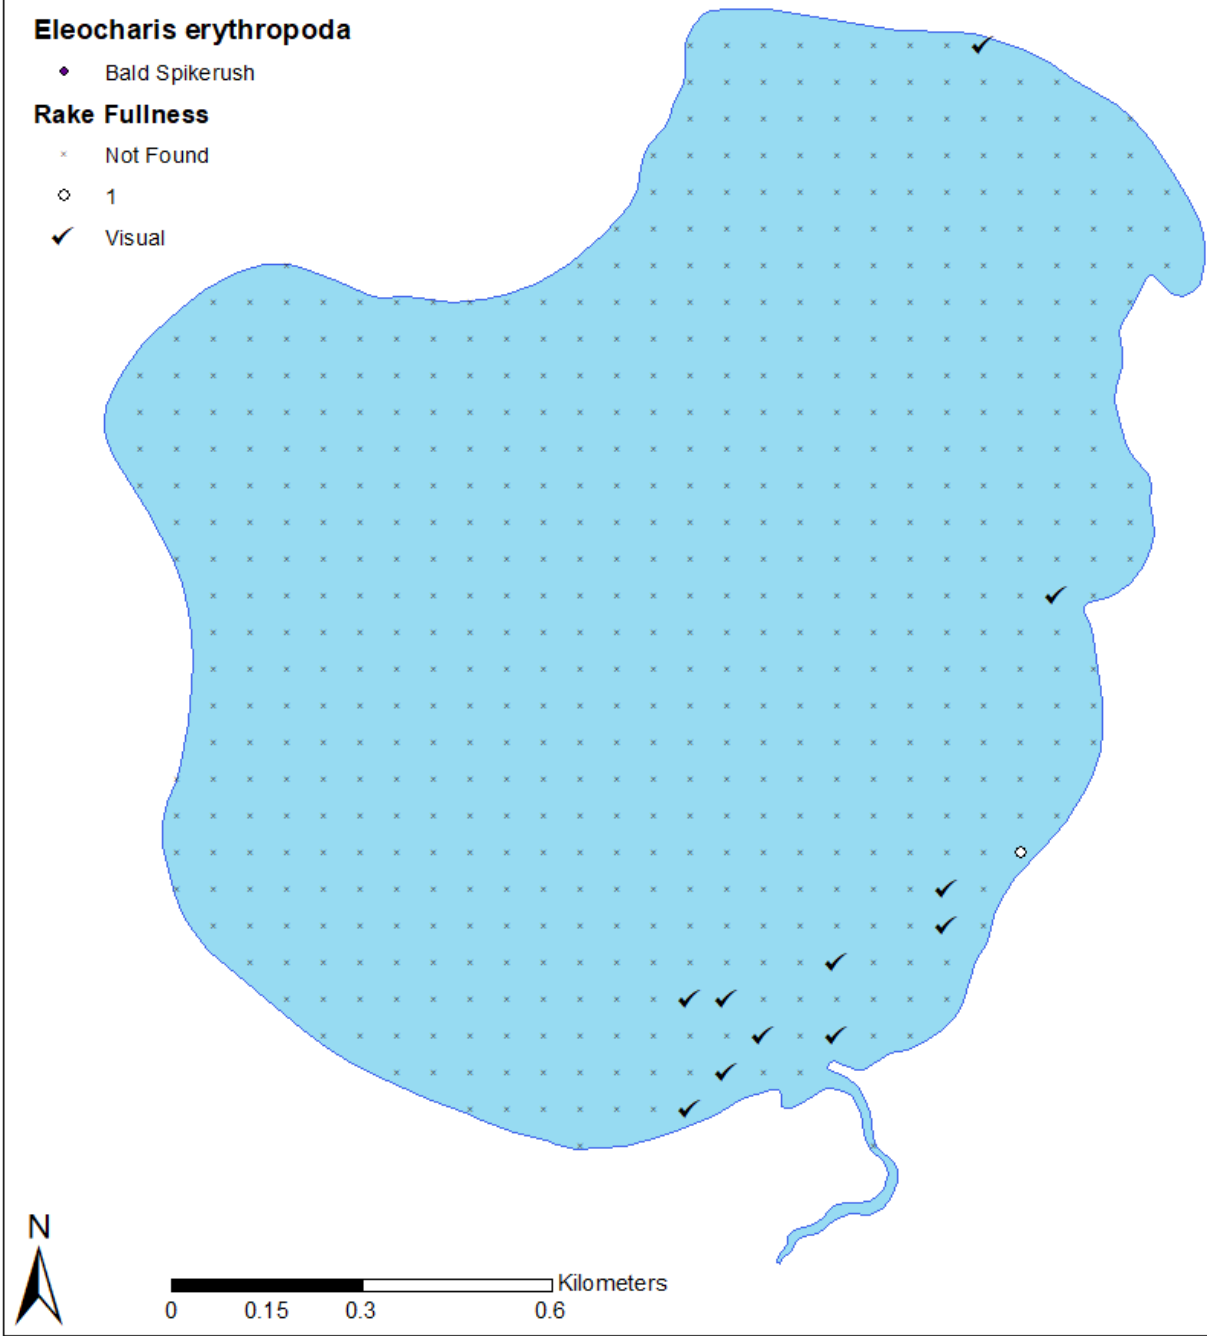 Eleocharis erythropoda
Bald Spikerush
Rake Fullness
Not Found
1
Visual
N
Kilometers
0 0.15 0.3 0.6